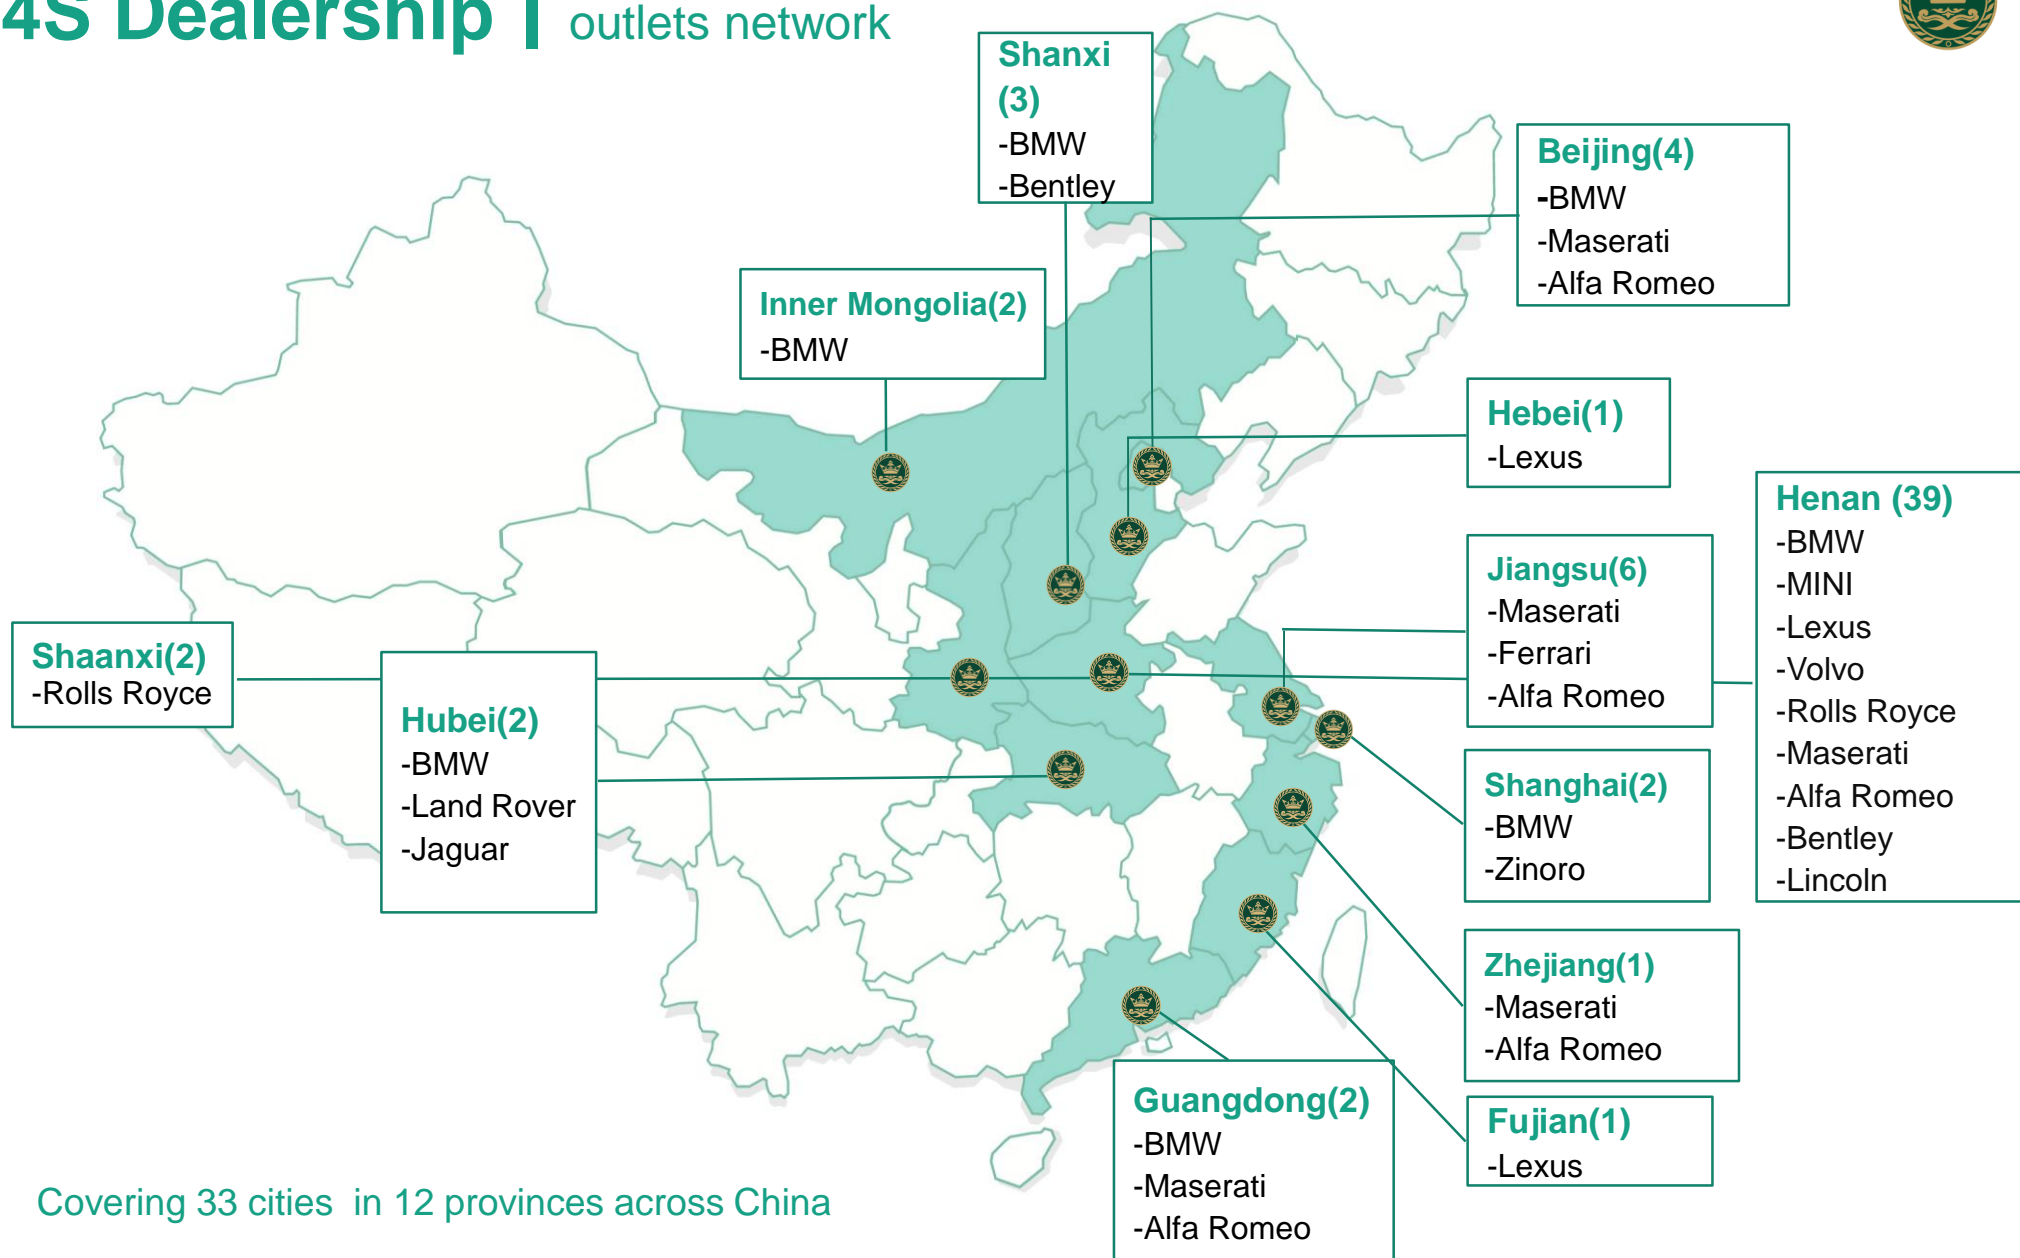 4S Dealership | outlets network
Shanxi
(3)
-BMW
-Bentley
Beijing(4)
-BMW
-Maserati
-Alfa Romeo
Inner Mongolia(2)
-BMW
Hebei(1)
-Lexus
Henan (39)
-BMW
-MINI
-Lexus
-Volvo
-Rolls Royce
-Maserati
-Alfa Romeo
-Bentley
-Lincoln
Jiangsu(6)
-Maserati
-Ferrari
-Alfa Romeo
Shaanxi(2)
-Rolls Royce
Hubei(2)
-BMW
-Land Rover
-Jaguar
Shanghai(2)
-BMW
-Zinoro
Zhejiang(1)
-Maserati
-Alfa Romeo
Guangdong(2)
-BMW
-Maserati
-Alfa Romeo
Fujian(1)
-Lexus
Covering 33 cities  in 12 provinces across China